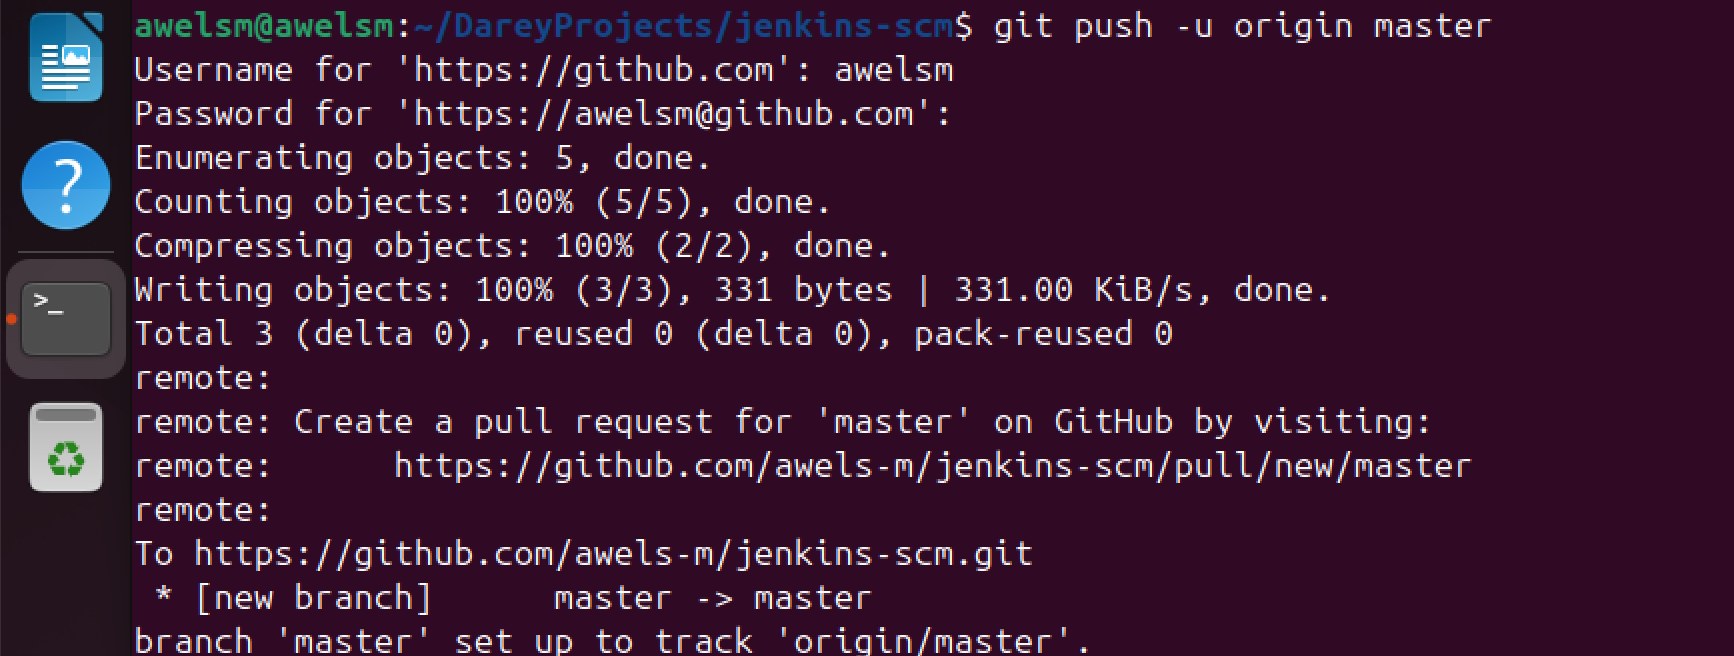 awelsm@awelsm:~/DareyProjects/jenkins-scm$ git push -u origin master
Username for 'https://github.com': awelsm
Password for 'https://awelsm@github.com':
Enumerating objects: 5, done.
Counting objects: 100% (5/5), done.
Compressing objects: 100% (2/2), done.
Writing objects: 100% (3/3), 331 bytes | 331.00 KiB/s, done.
Total 3 (delta 0), reused 0 (delta 0), pack-reused 0
remote:
remote: Create a pull request for 'master' on GitHub by visiting:
remote:      https://github.com/awels-m/jenkins-scm/pull/new/master
remote:
To https://github.com/awels-m/jenkins-scm.git
 * [new branch]      master -> master
branch 'master' set up to track 'origin/master'.